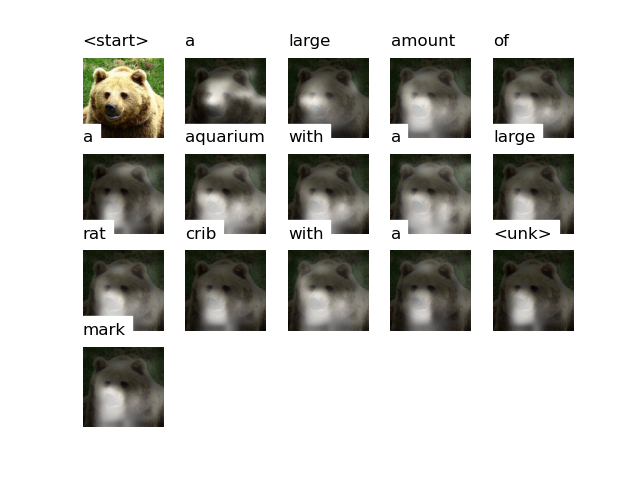 <start> a large amount of
a aquarium with a large
rat crib with a <unk>
mark